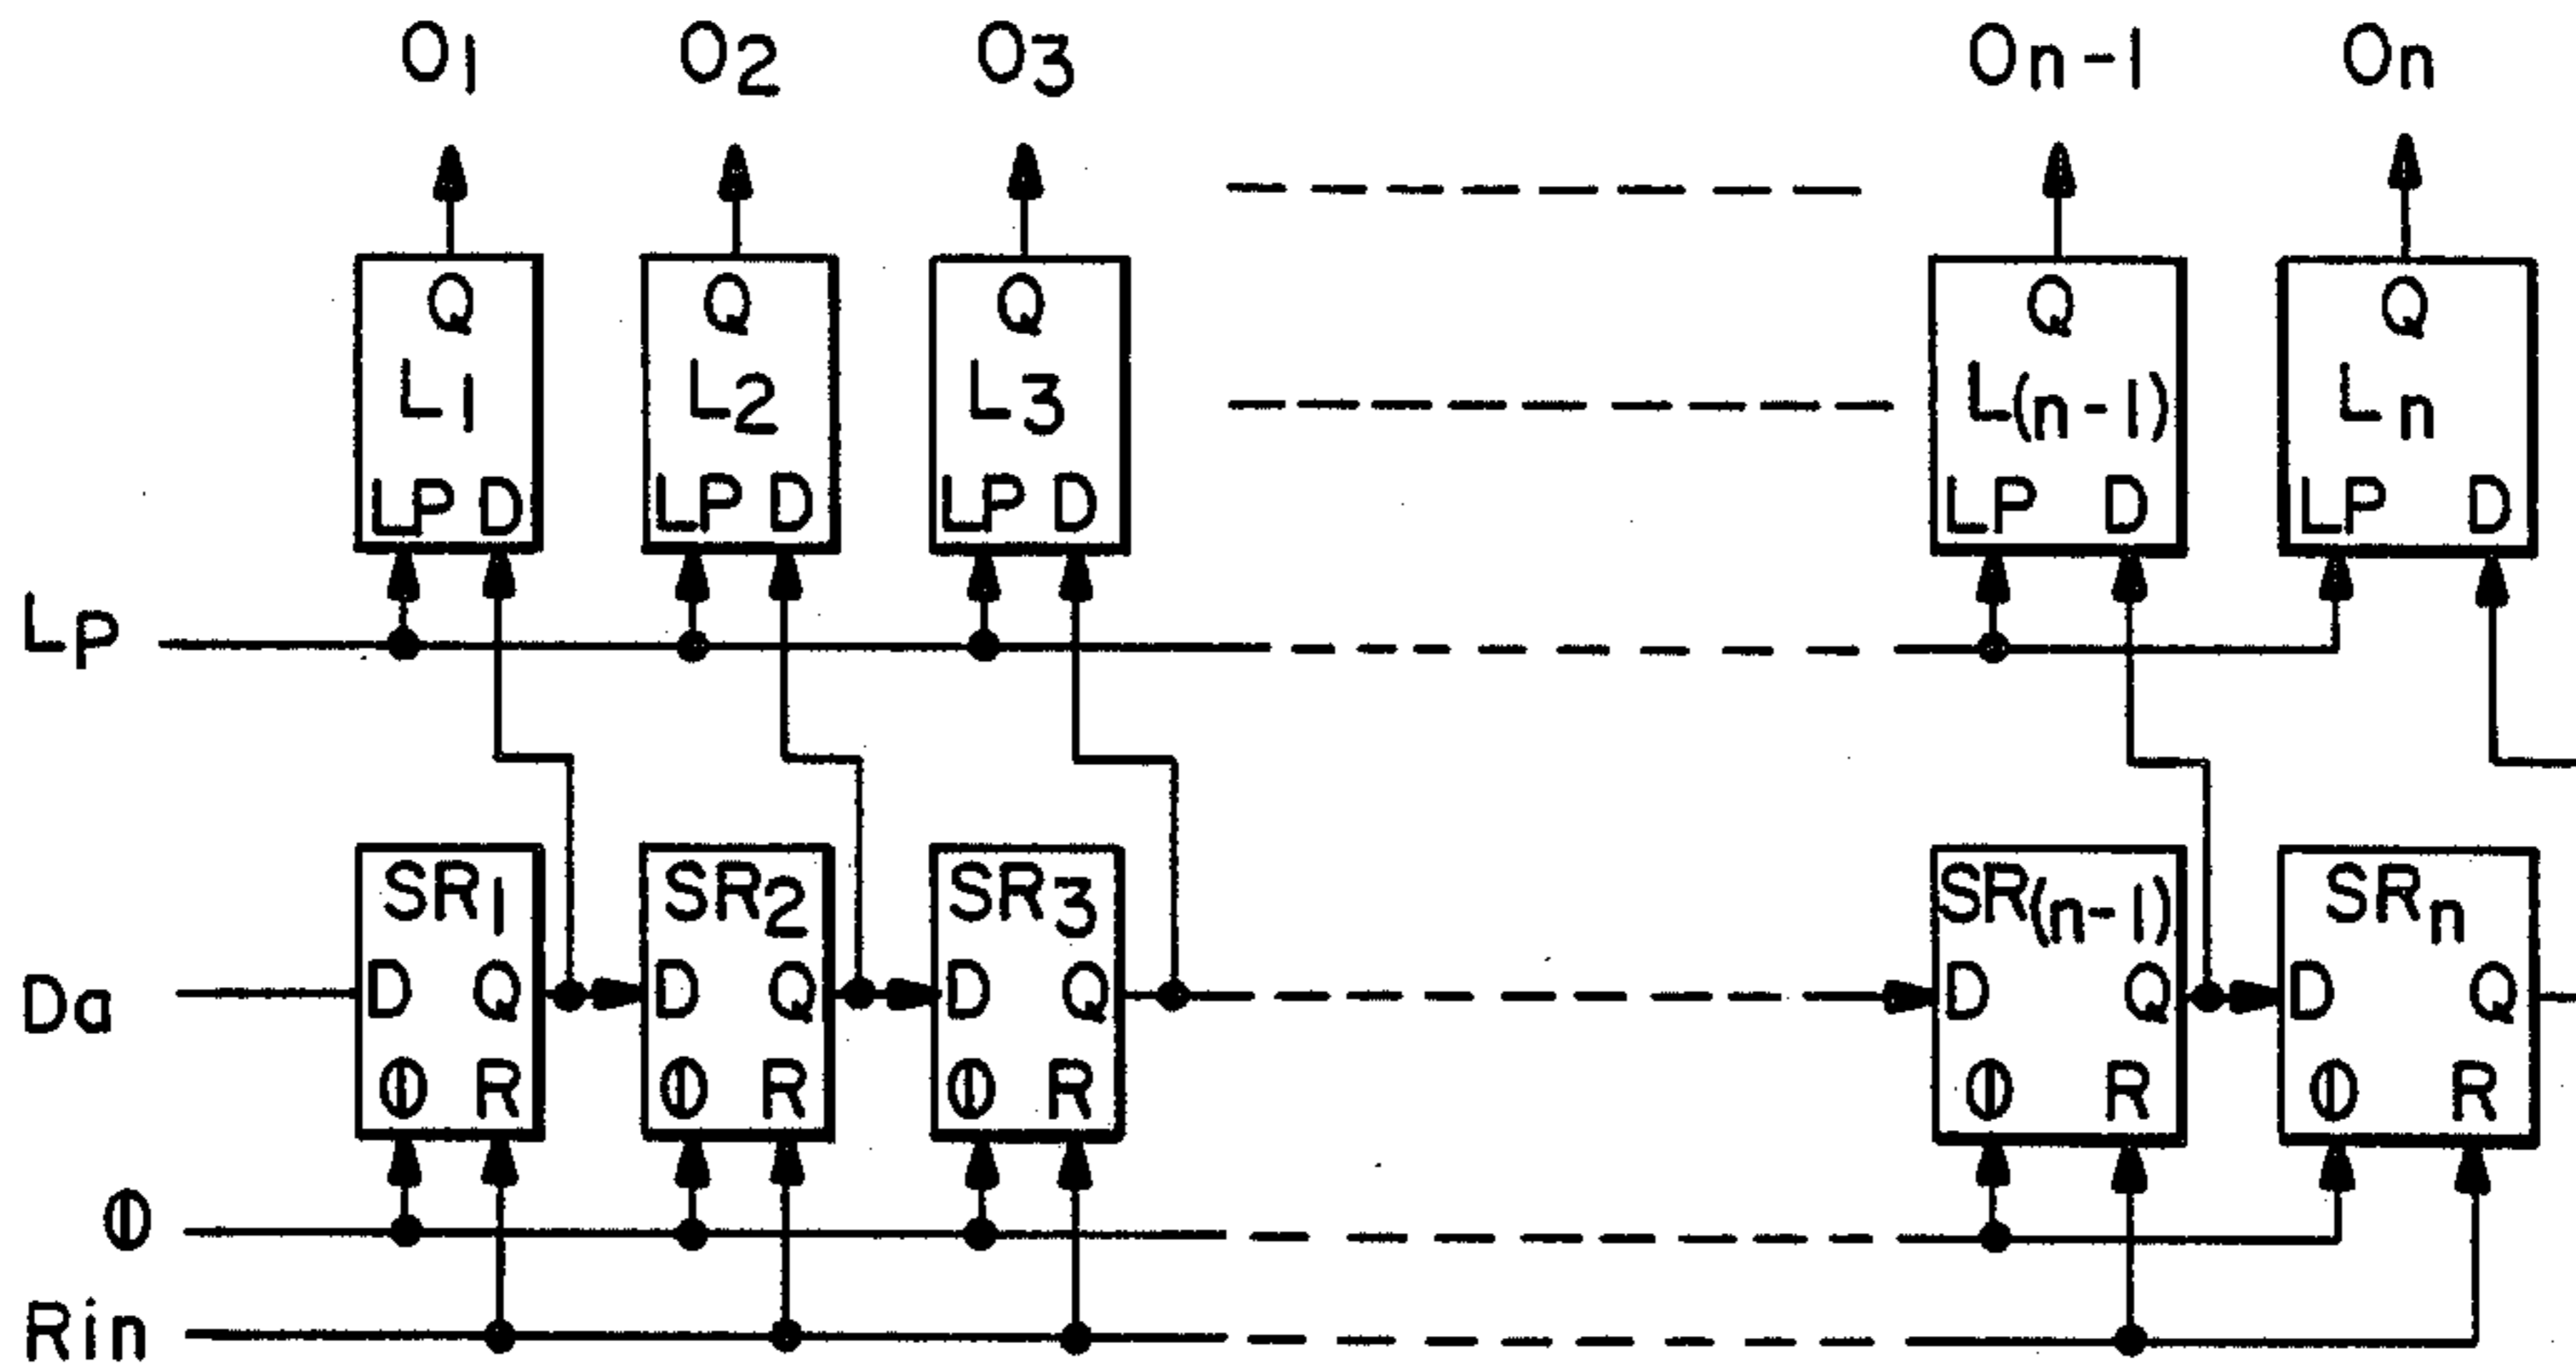 O1 O2 O3 On-1 On
Q Q Q Q Q
L1 L2 L3 L(n-1) Ln
LP D LP D LP D LP D LP D
LP
SR1 SR2 SR3 SR(n-1) SRn
Da D Q D Q D Q D Q D Q
Φ R Φ R Φ R Φ R Φ R
Φ
Rin